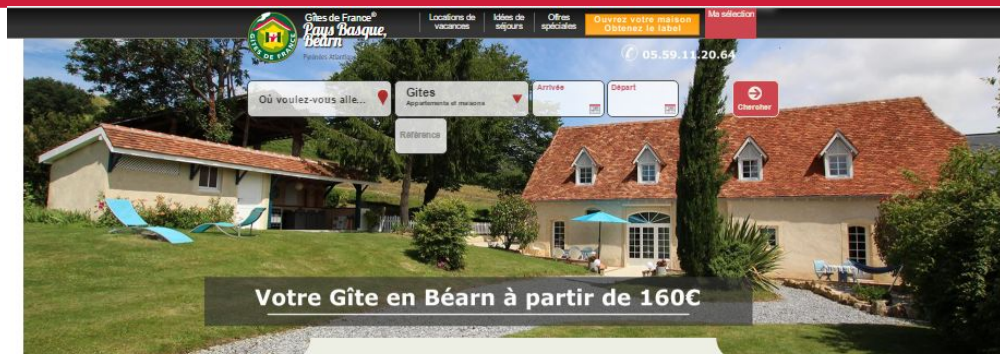 Gîtes de France®
Pays Basque,
Béarn
GITES DE FRANCE
Locations de
vacances
Idées de
séjours
Offres
spéciales
Ouvrez votre maison
Obtenez le label
Ma sélection
05.59.11.20.64
Où voulez-vous alle...
Gites
Appartements et maisons
Arrivée
Départ
Chercher
Référence
Votre Gîte en Béarn à partir de 160€